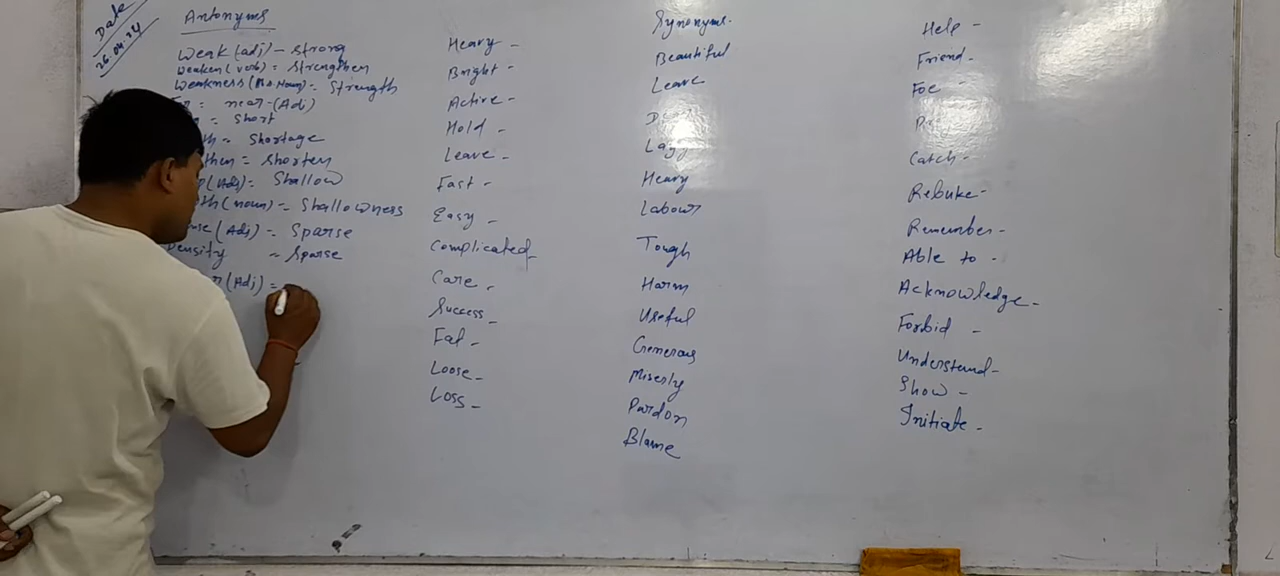 Date
26.04.24
Antonyms
Weak (adj) - Strong
Weaken (verb) = Strengthen
Weakness = Strength
= near - (Adj)
= Short
= Shortage
= Shorten
(Adj) = Shallow
(noun) = Shallowness
(Adj) = Sparse
Density = Sparse
(Adj) =
Heavy -
Bright -
Active -
Hold -
Leave -
Fast -
Easy -
Complicated -
Care -
Success -
Fat -
Loose -
Loss -
Synonyms -
Beautiful
Leave
Lazy
Heavy
Labour
Tough
Harm
Useful
Generous
Miserly
Pardon
Blame
Help -
Friend -
Foe -
Catch -
Rebuke -
Remember -
Able to -
Acknowledge -
Forbid -
Understand -
Show -
Initiate -